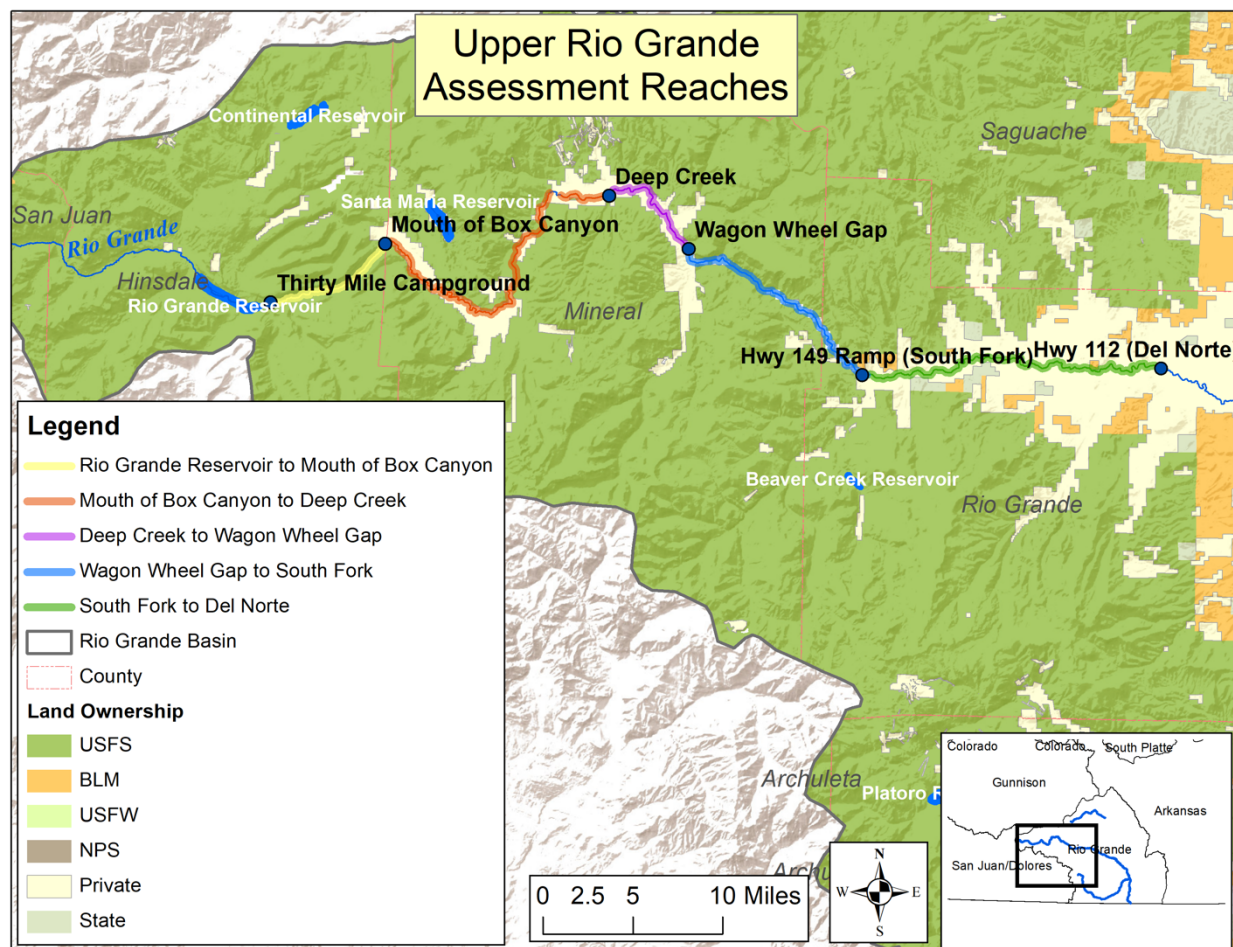 Upper Rio Grande
Assessment Reaches
Continental Reservoir
Saguache
Deep Creek
Santa Maria Reservoir
San Juan
Rio Grande
Mouth of Box Canyon
Wagon Wheel Gap
Hinsdale
Thirty Mile Campground
Rio Grande Reservoir
Mineral
Hwy 149 Ramp (South Fork)
Hwy 112 (Del Norte
Beaver Creek Reservoir
Rio Grande
Archuleta
Platoro R
Legend
Rio Grande Reservoir to Mouth of Box Canyon
Mouth of Box Canyon to Deep Creek
Deep Creek to Wagon Wheel Gap
Wagon Wheel Gap to South Fork
South Fork to Del Norte
Rio Grande Basin
County
Land Ownership
USFS
BLM
USFW
NPS
Private
State
0 2.5 5 10 Miles
N
W E
S
Colorado
Colorado
South Platte
Gunnison
Arkansas
Rio Grande
San Juan/Dolores